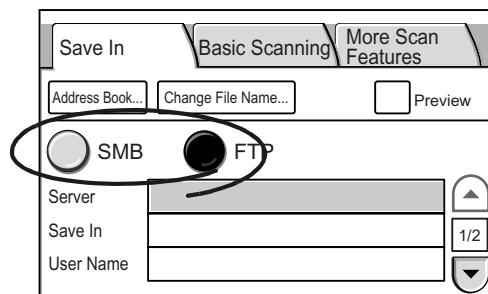 Save In Basic Scanning More Scan Features
Address Book... Change File Name... Preview
SMB FTP
Server
Save In
1/2
User Name